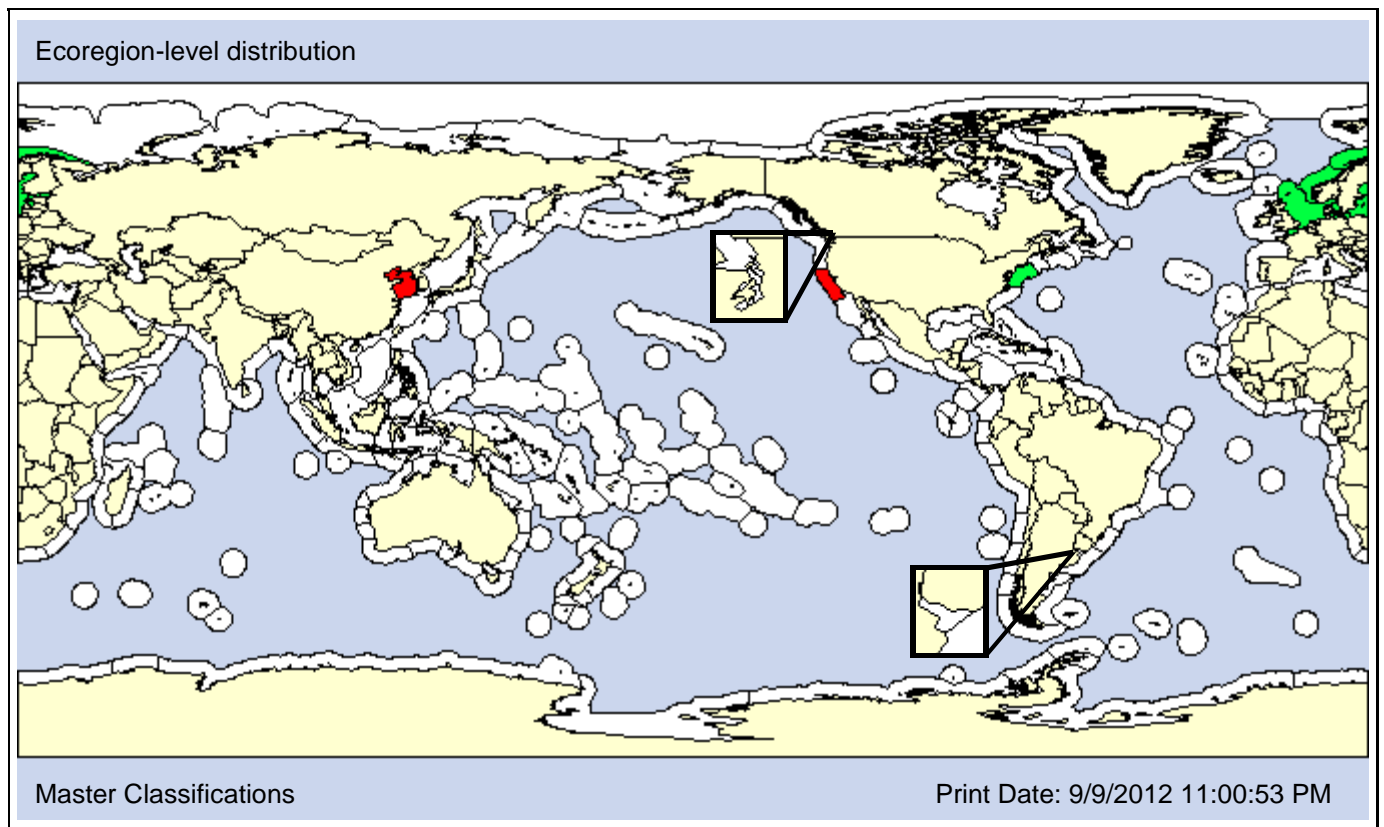 Ecoregion-level distribution
Master Classifications
Print Date: 9/9/2012 11:00:53 PM